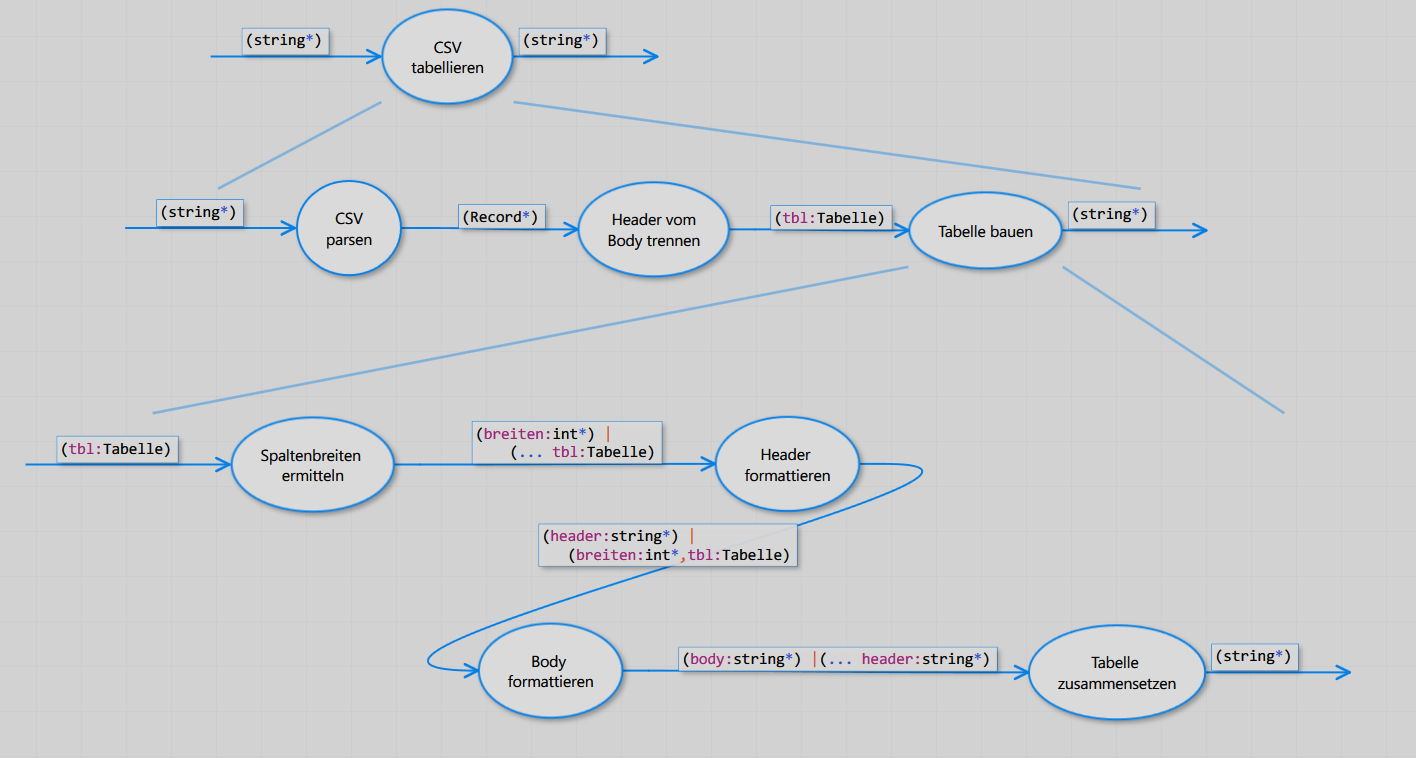 (string*)
CSV
tabellieren
(string*)
(string*)
CSV
parsen
(Record*)
Header vom
Body trennen
(tbl:Tabelle)
Tabelle bauen
(string*)
(tbl:Tabelle)
Spaltenbreiten
ermitteln
(breiten:int*) |
(... tbl:Tabelle)
Header
formattieren
(header:string*) |
(breiten:int*,tbl:Tabelle)
Body
formattieren
(body:string*) |(... header:string*)
Tabelle
zusammensetzen
(string*)